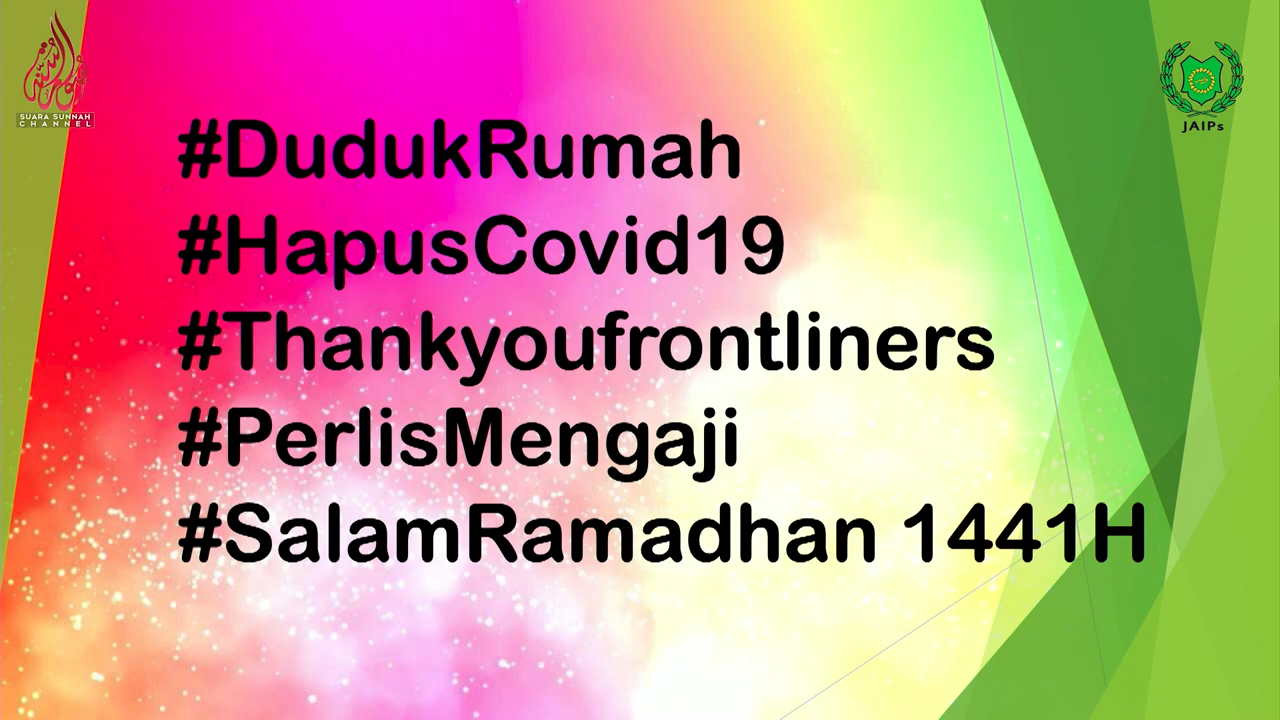 SUARA SUNNAH
CHANNEL
JAIPs
#DudukRumah
#HapusCovid19
#Thankyoufrontliners
#PerlisMengaji
#SalamRamadhan 1441H